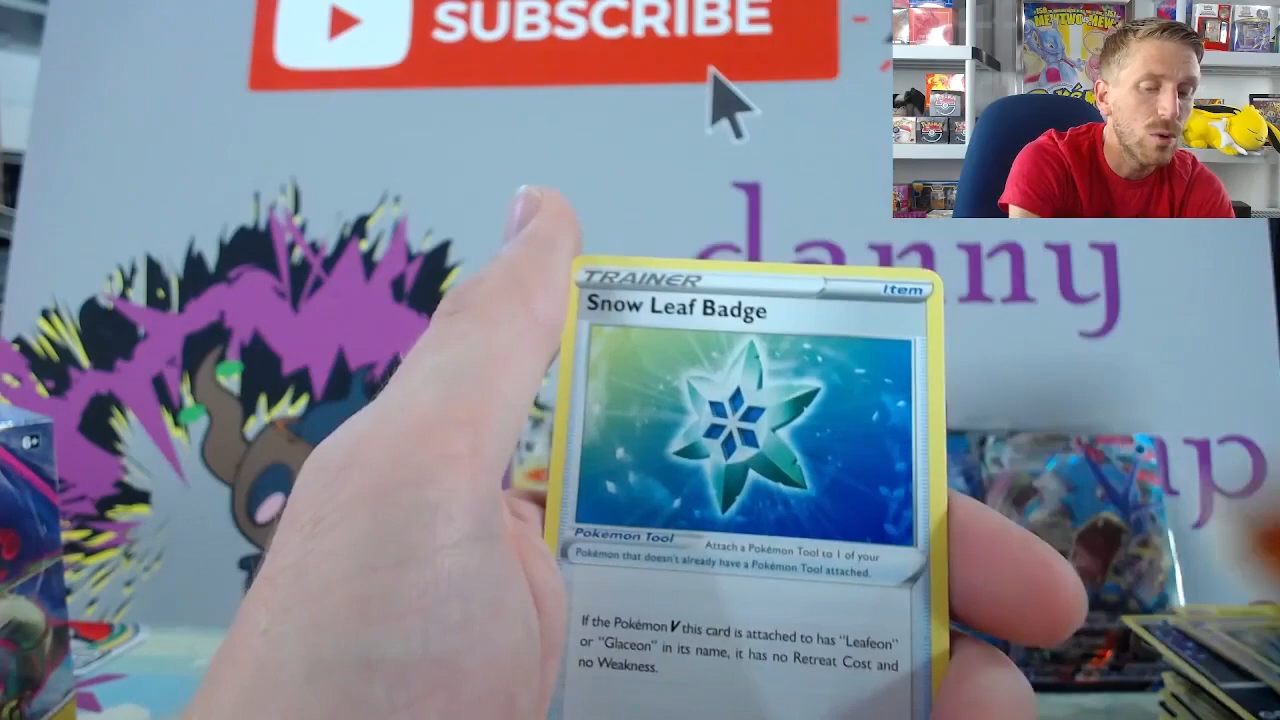 SUBSCRIBE
danny
TRAINER
Item
Snow Leaf Badge
Pokémon Tool
Attach a Pokémon Tool to 1 of your
Pokémon that doesn't already have a Pokémon Tool attached.
If the Pokémon V this card is attached to has "Leafeon"
or "Glaceon" in its name, it has no Retreat Cost and
no Weakness.